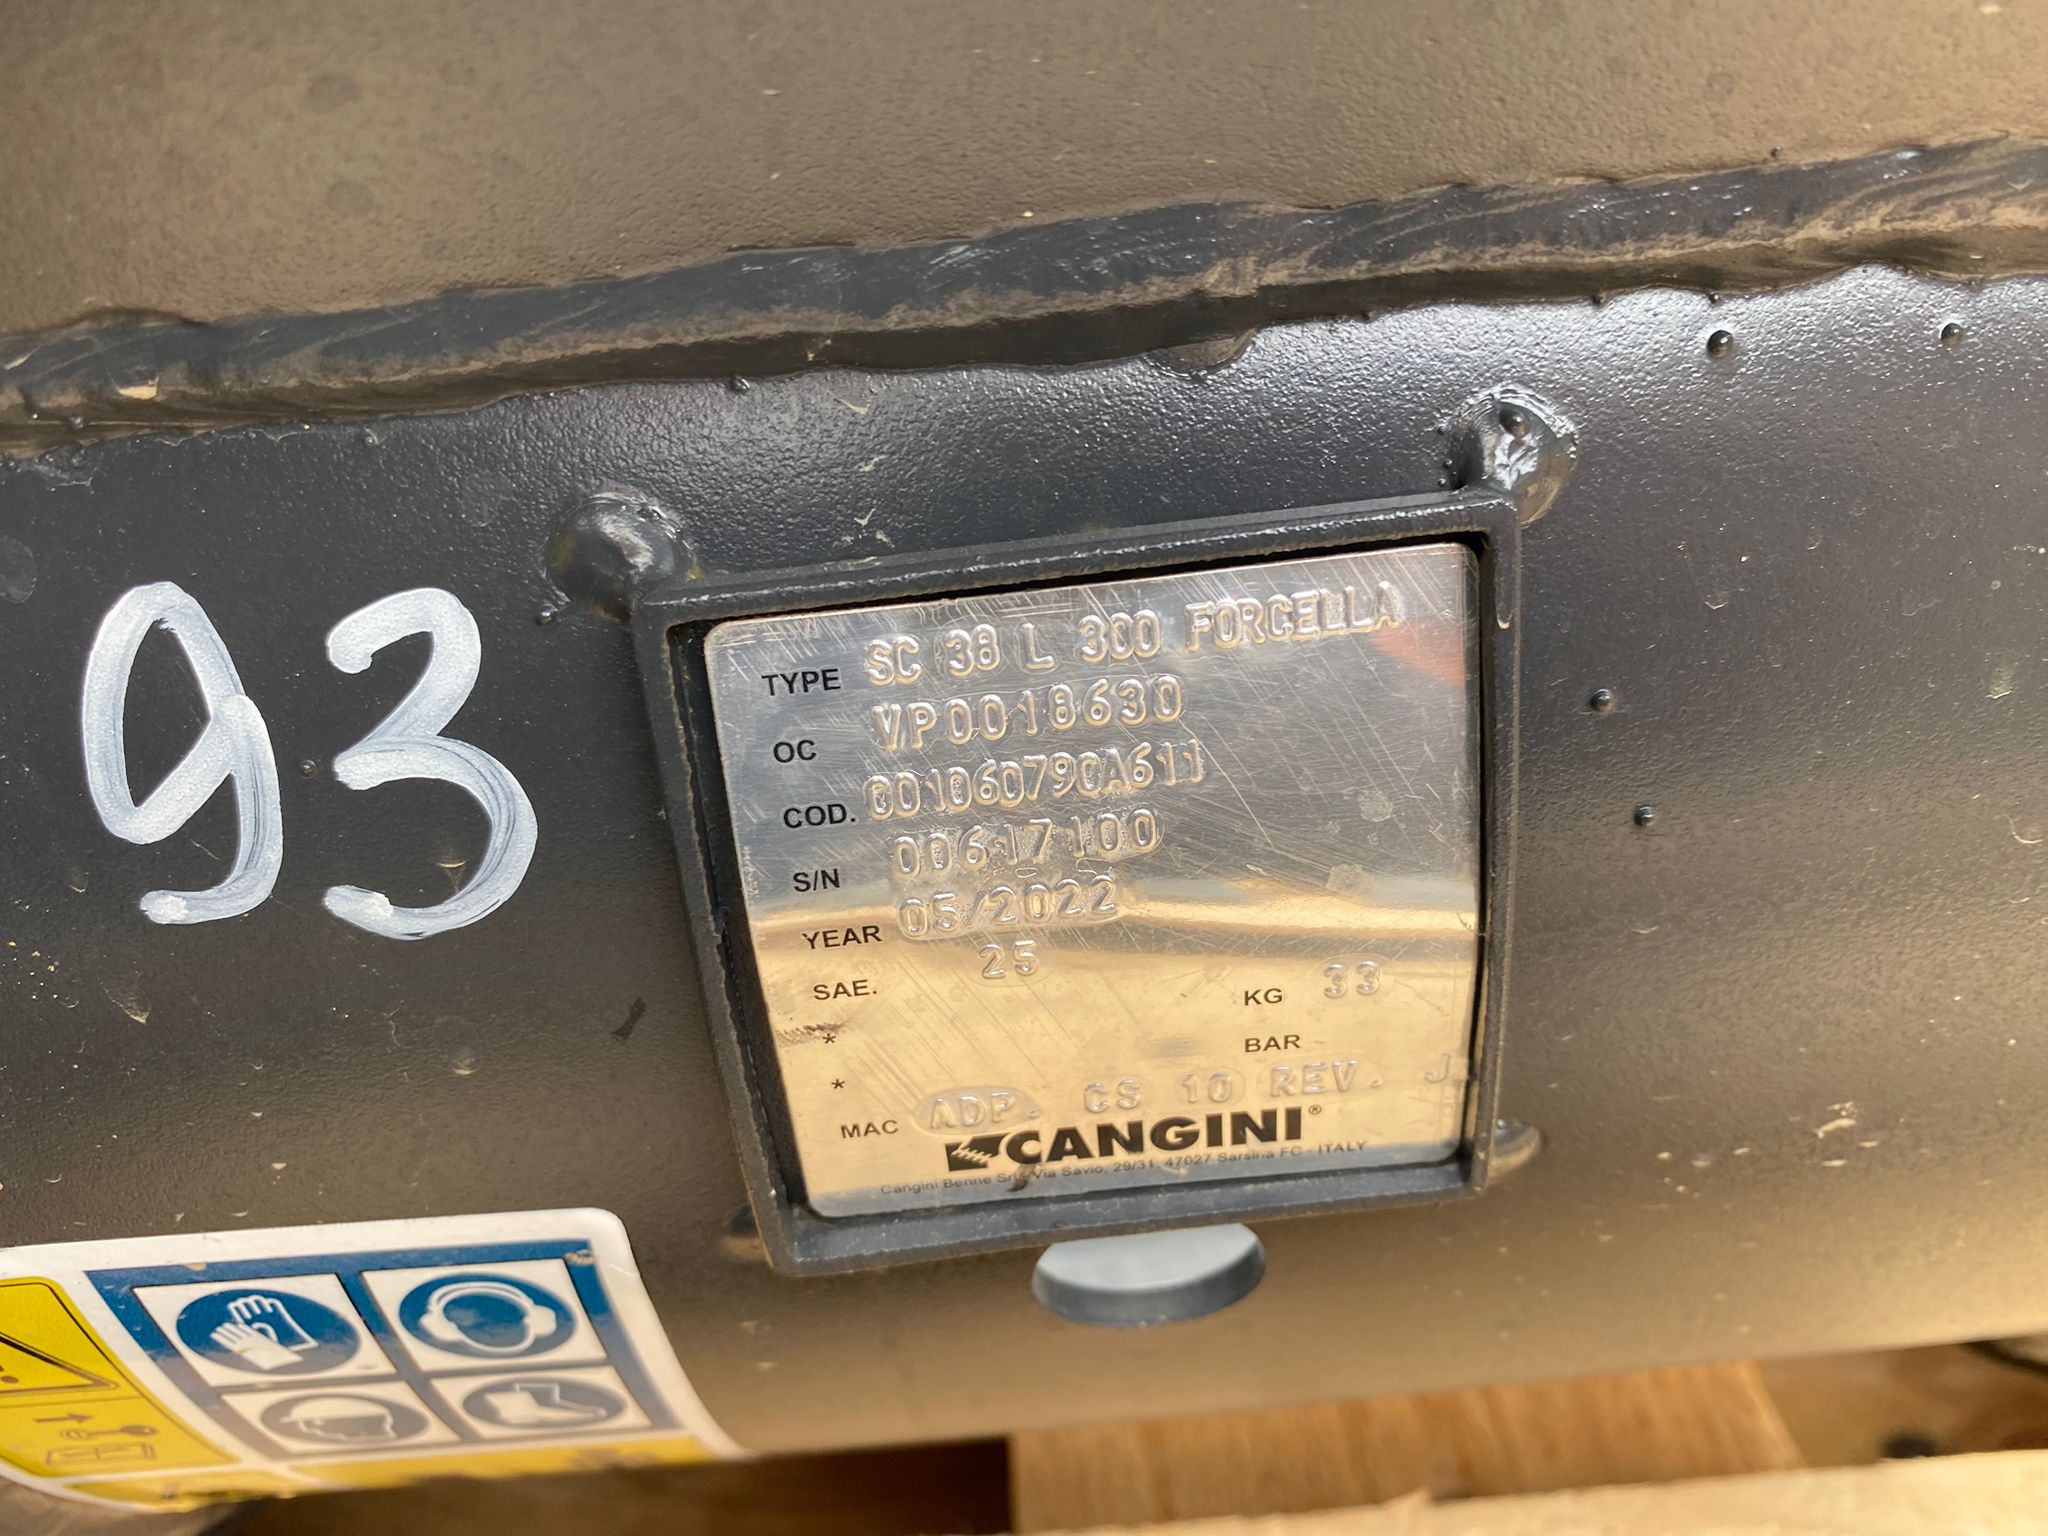 93
TYPE SC 38 L 300 FORCELLA
OC VP0018630
COD. 001060790A611
S/N 00617100
YEAR 05/2022
SAE. 25
KG 33
* BAR
*
MAC ADP. CS 10 REV. J.
CANGINI®
Cangini Benne Srl Via Savio, 29/31, 47027 Sarsina FC - ITALY